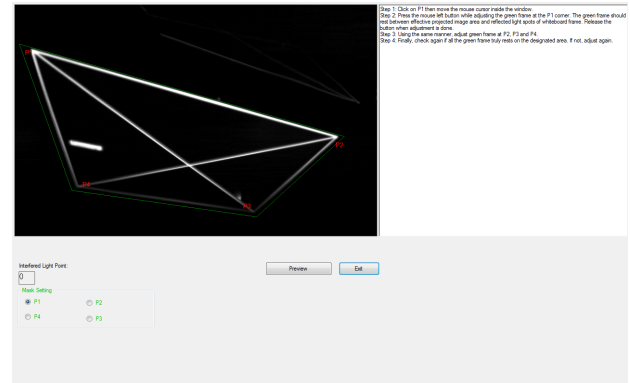 Step 1: Click on P1 then move the mouse cursor inside the window.
Step 2: Press the mouse left button while adjusting the green frame at the P1 corner. The green frame should
rest between effective projected image area and reflected light spots of whiteboard frame. Release the
button when adjustment is done.
Step 3: Using the same manner, adjust green frame at P2, P3 and P4.
Step 4: Finally, check again if all the green frame truly rests on the designated area. If not, adjust again.
P1
P2
P4
P3
Interfered Light Point:
0
Preview
Exit
Mask Setting
P1
P2
P4
P3